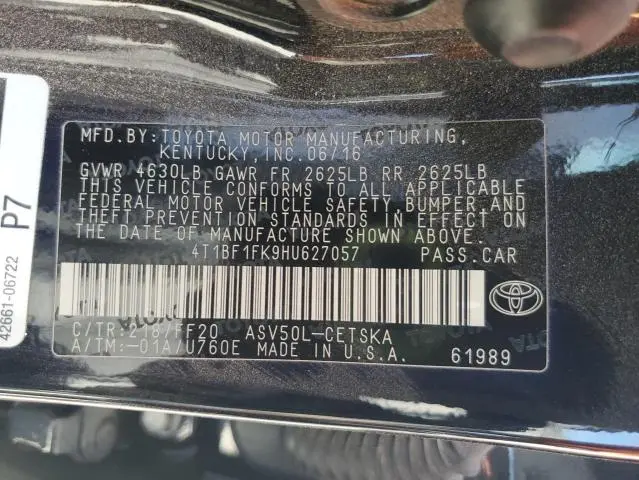 MFD. BY: TOYOTA MOTOR MANUFACTURING,
KENTUCKY, INC. 06/16
GVWR 4630LB GAWR FR 2625LB RR 2625LB
THIS VEHICLE CONFORMS TO ALL APPLICABLE
FEDERAL MOTOR VEHICLE SAFETY, BUMPER, AND
THEFT PREVENTION STANDARDS IN EFFECT ON
THE DATE OF MANUFACTURE SHOWN ABOVE.
4T1BF1FK9HU627057 PASS.CAR
C/TR: 218/FF20 ASV50L-CETSKA
A/TM: -01A/U760E MADE IN U.S.A. 61989
42661-06722 P7